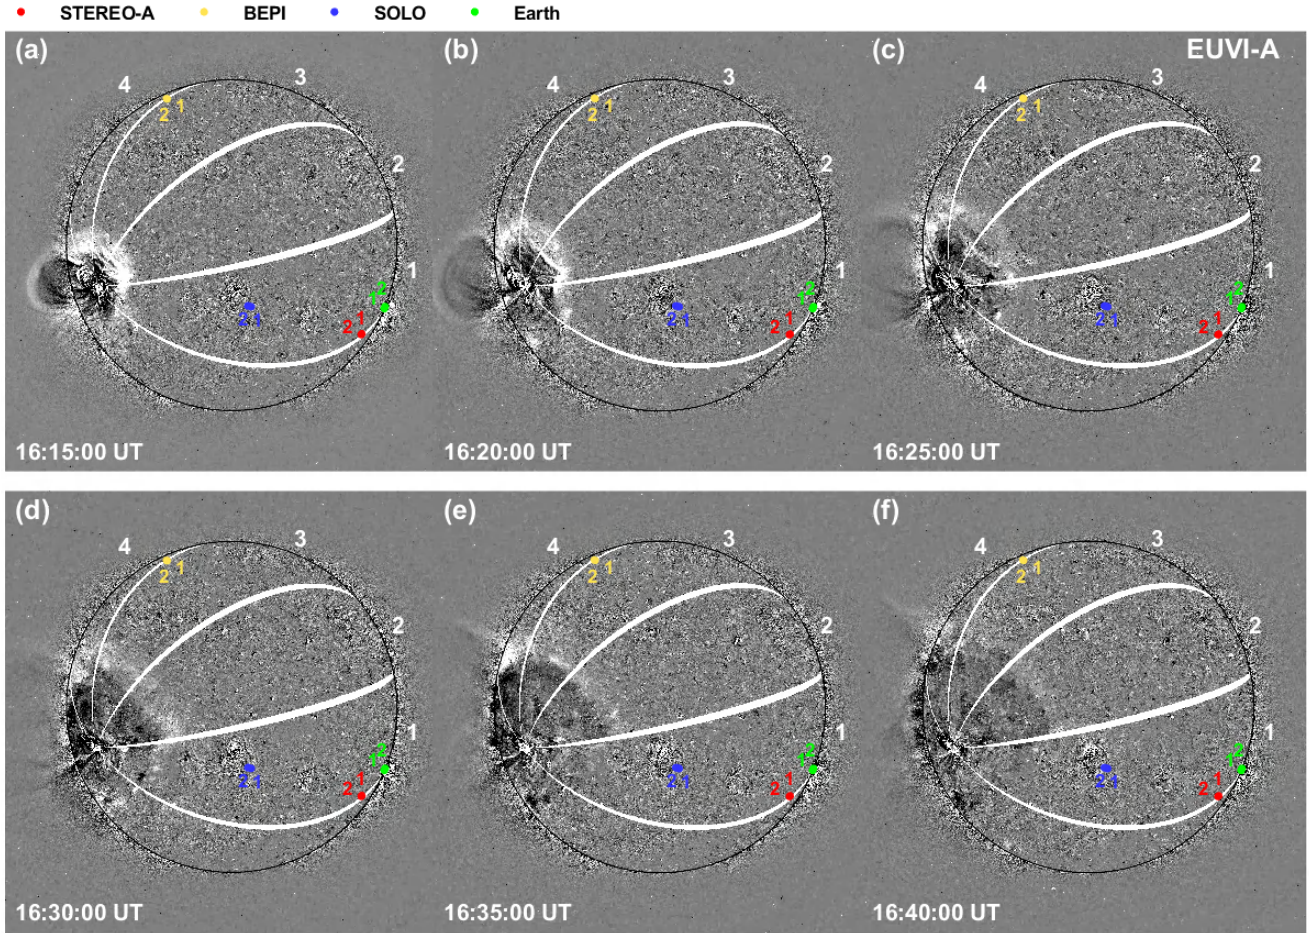 STEREO-A BEPI SOLO Earth
(a) (b) (c) EUVI-A
4 3 4 3 4 3
2 1 2 1 2 1
2 2 2
1 1 1
2 1 1 2 2 1 1 2 2 1 1 2
2 1 2 1 2 1
16:15:00 UT 16:20:00 UT 16:25:00 UT
(d) (e) (f)
4 3 4 3 4 3
2 1 2 1 2 1
2 2 2
1 1 1
2 1 1 2 2 1 1 2 2 1 1 2
2 1 2 1 2 1
16:30:00 UT 16:35:00 UT 16:40:00 UT